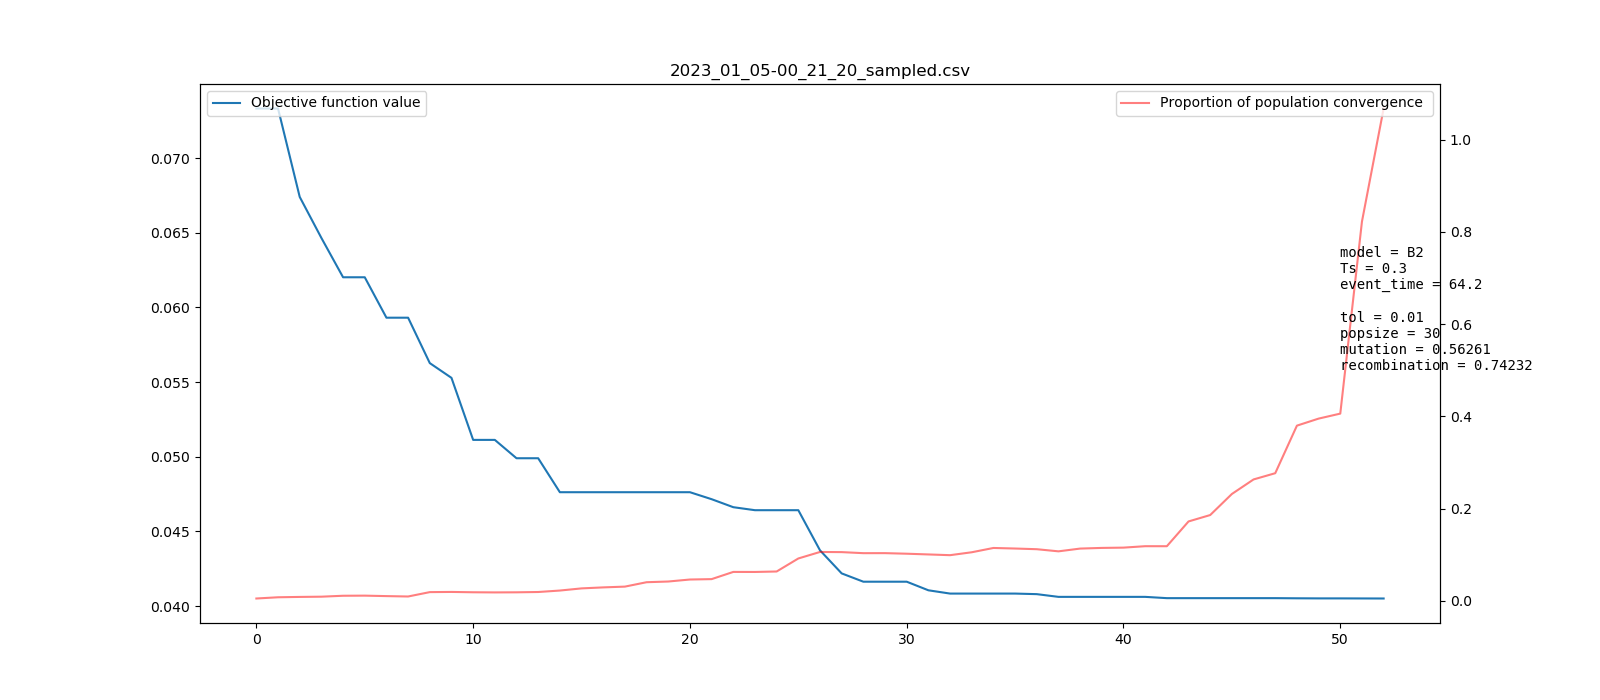 2023_01_05-00_21_20_sampled.csv
Objective function value
Proportion of population convergence
0.070
0.065
0.060
0.055
0.050
0.045
0.040
1.0
0.8
0.6
0.4
0.2
0.0
model = B2
Ts = 0.3
event_time = 64.2
tol = 0.01
popsize = 30
mutation = 0.56261
recombination = 0.74232
0
10
20
30
40
50